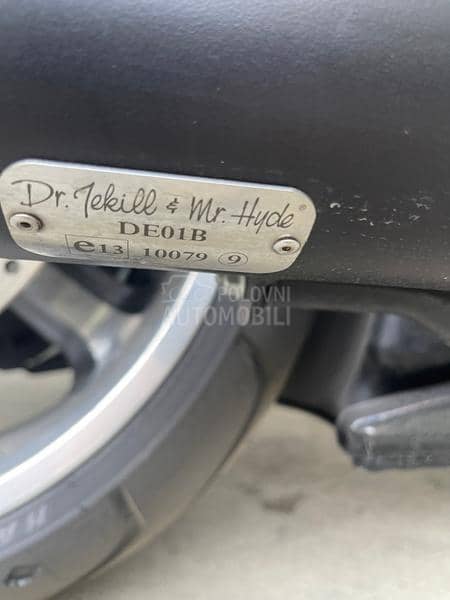 Dr. Jekill & Mr. Hyde®
DE01B
e13 10079 9
POLOVNI
AUTOMOBILI